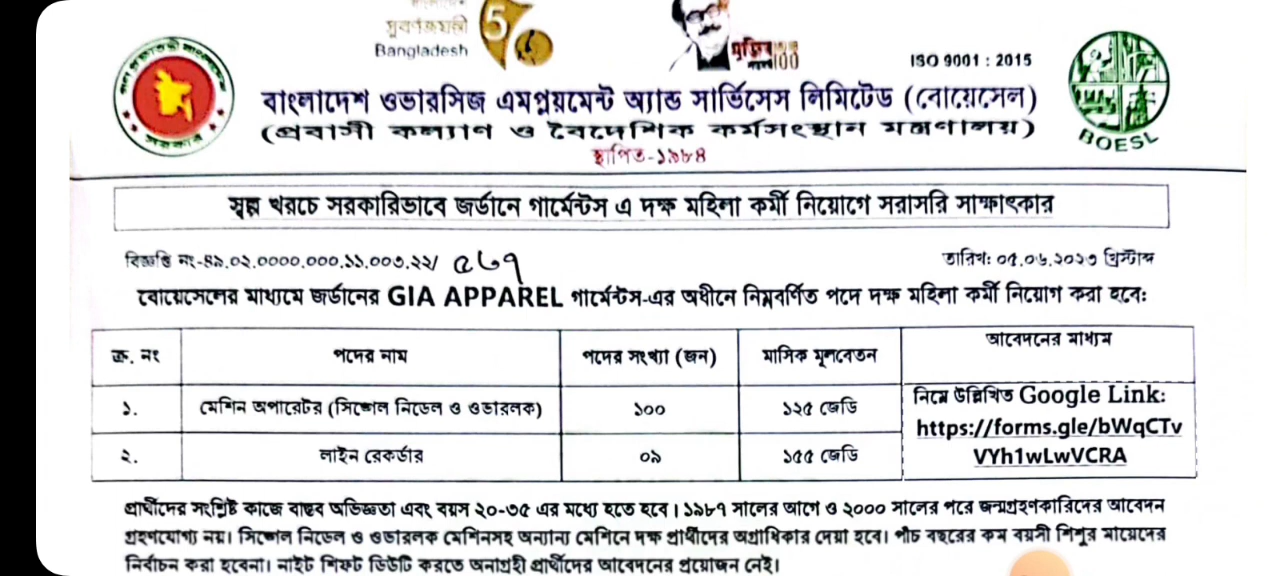 সুবর্ণজয়ন্তী
Bangladesh
50
মুজিব
100
ISO 9001 : 2015
বাংলাদেশ ওভারসিজ এমপ্লয়মেন্ট অ্যান্ড সার্ভিসেস লিমিটেড (বোয়েসেল)
(প্রবাসী কল্যাণ ও বৈদেশিক কর্মসংস্থান মন্ত্রণালয়)
স্থাপিত-১৯৮৪
BOESL
স্বল্প খরচে সরকারিভাবে জর্ডানে গার্মেন্টস এ দক্ষ মহিলা কর্মী নিয়োগে সরাসরি সাক্ষাৎকার
বিজ্ঞপ্তি নং-৪৯.০২.0000.000.১১.০০৩.২২/ ৫৬৭
তারিখ: ০৫.০৬.২০২৩ খ্রিস্টাব্দ
বোয়েসেলের মাধ্যমে জর্ডানের GIA APPAREL গার্মেন্টস-এর অধীনে নিম্নবর্ণিত পদে দক্ষ মহিলা কর্মী নিয়োগ করা হবে:
ক্র. নং পদের নাম পদের সংখ্যা (জন) মাসিক মূলবেতন আবেদনের মাধ্যম
১. মেশিন অপারেটর (সিঙ্গেল নিডেল ও ওভারলক) ১০০ ১২৫ জেডি
২. লাইন রেকর্ডার ০৯ ১৫৫ জেডি
নিম্নে উল্লিখিত Google Link:
https://forms.gle/bWqCTv
VYh1wLwVCRA
প্রার্থীদের সংশ্লিষ্ট কাজে বাস্তব অভিজ্ঞতা এবং বয়স ২০-৩৫ এর মধ্যে হতে হবে। ১৯৮৭ সালের আগে ও ২০০০ সালের পরে জন্মগ্রহণকারিদের আবেদন
গ্রহণযোগ্য নয়। সিঙ্গেল নিডেল ও ওভারলক মেশিনসহ অন্যান্য মেশিনে দক্ষ প্রার্থীদের অগ্রাধিকার দেয়া হবে। পাঁচ বছরের কম বয়সী শিশুর মায়েদের
নির্বাচন করা হবেনা। নাইট শিফট ডিউটি করতে অনাগ্রহী প্রার্থীদের আবেদনের প্রয়োজন নেই।